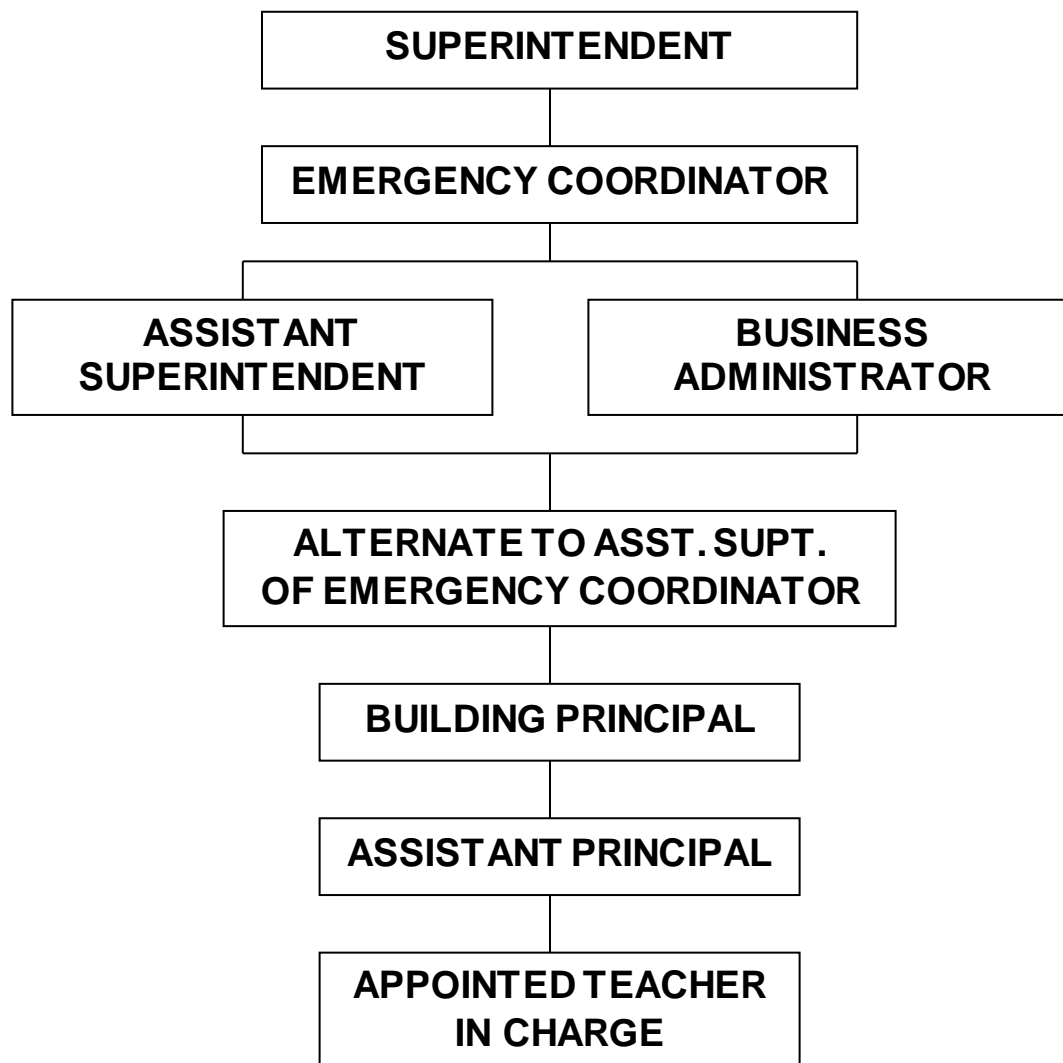 SUPERINTENDENT
EMERGENCY COORDINATOR
ASSISTANT
SUPERINTENDENT
BUSINESS
ADMINISTRATOR
ALTERNATE TO ASST. SUPT.
OF EMERGENCY COORDINATOR
BUILDING PRINCIPAL
ASSISTANT PRINCIPAL
APPOINTED TEACHER
IN CHARGE